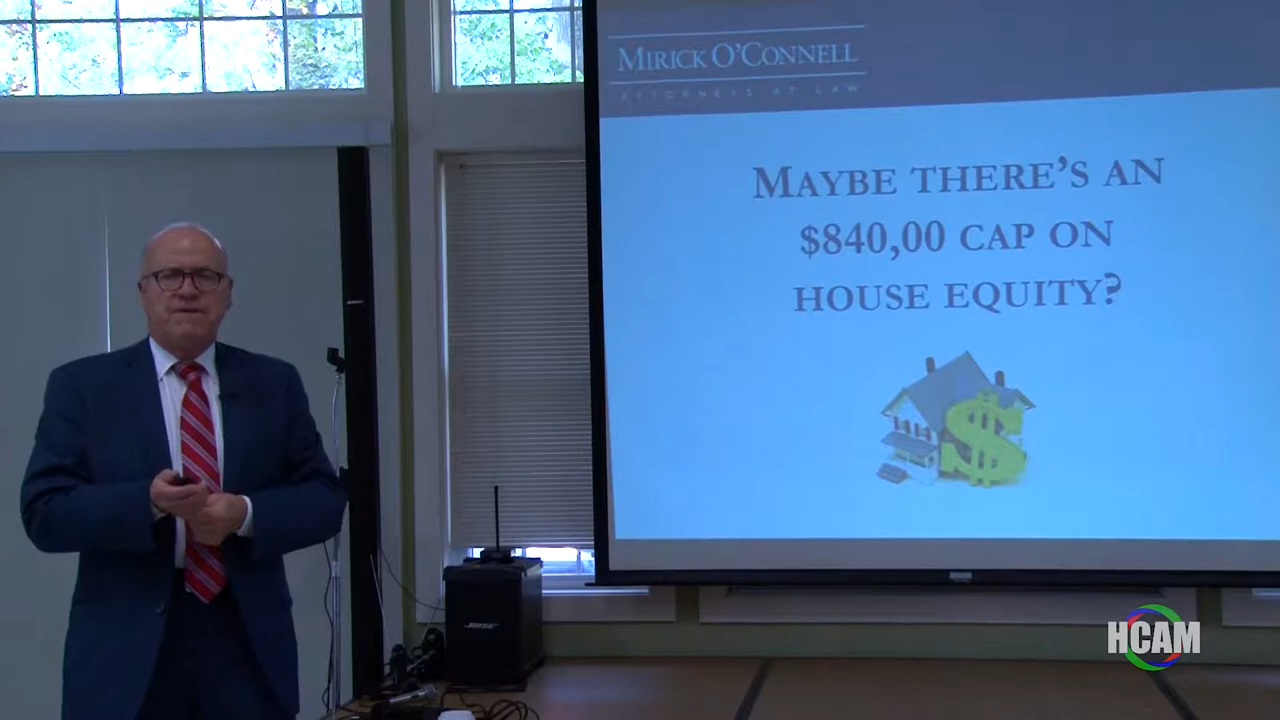 MIRICK O'CONNELL
ATTORNEYS AT LAW
MAYBE THERE'S AN
$840,00 CAP ON
HOUSE EQUITY?
$
BOSE
HCAM